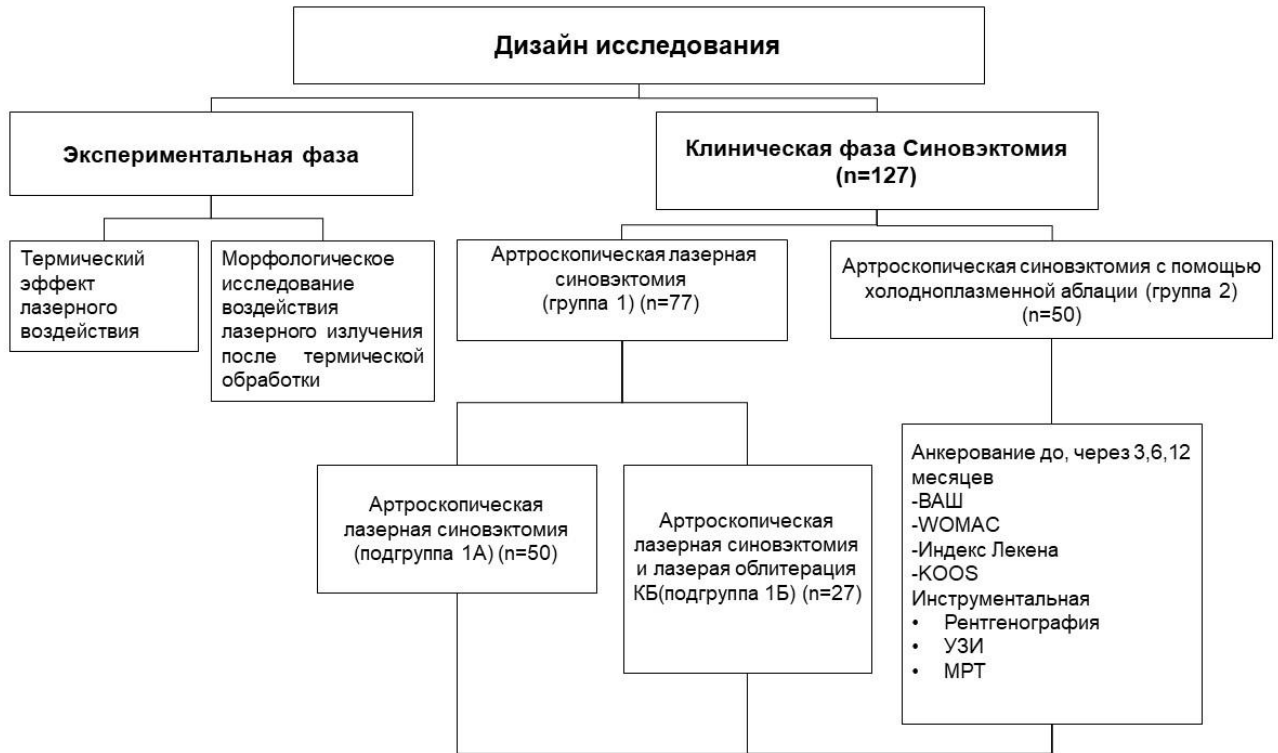 Дизайн исследования
Экспериментальная фаза
Клиническая фаза Синовэктомия
(n=127)
Термический
эффект
лазерного
воздействия
Морфологическое
исследование
воздействия
лазерного излучения
после термической
обработки
Артроскопическая лазерная
синовэктомия
(группа 1) (n=77)
Артроскопическая синовэктомия с помощью
холодноплазменной аблации (группа 2)
(n=50)
Артроскопическая
лазерная синовэктомия
(подгруппа 1А) (n=50)
Артроскопическая
лазерная синовэктомия
и лазерая облитерация
КБ(подгруппа 1Б) (n=27)
Анкерование до, через 3,6,12
месяцев
-ВАШ
-WOMAC
-Индекс Лекена
-KOOS
Инструментальная
• Рентгенография
• УЗИ
• МРТ